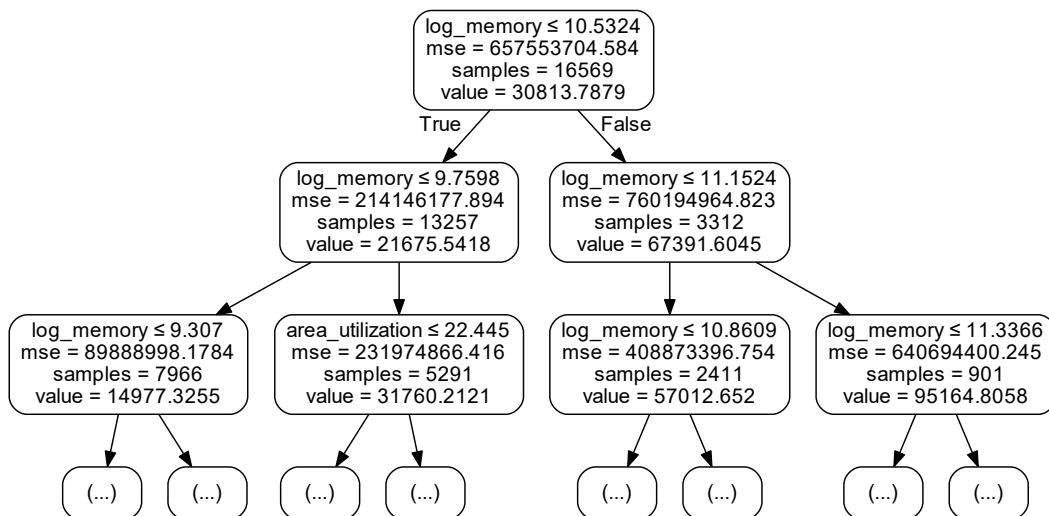 log_memory ≤ 10.5324
mse = 657553704.584
samples = 16569
value = 30813.7879
True
False
log_memory ≤ 9.7598
mse = 214146177.894
samples = 13257
value = 21675.5418
log_memory ≤ 11.1524
mse = 760194964.823
samples = 3312
value = 67391.6045
log_memory ≤ 9.307
mse = 89888998.1784
samples = 7966
value = 14977.3255
area_utilization ≤ 22.445
mse = 231974866.416
samples = 5291
value = 31760.2121
log_memory ≤ 10.8609
mse = 408873396.754
samples = 2411
value = 57012.652
log_memory ≤ 11.3366
mse = 640694400.245
samples = 901
value = 95164.8058
(...)
(...)
(...)
(...)
(...)
(...)
(...)
(...)